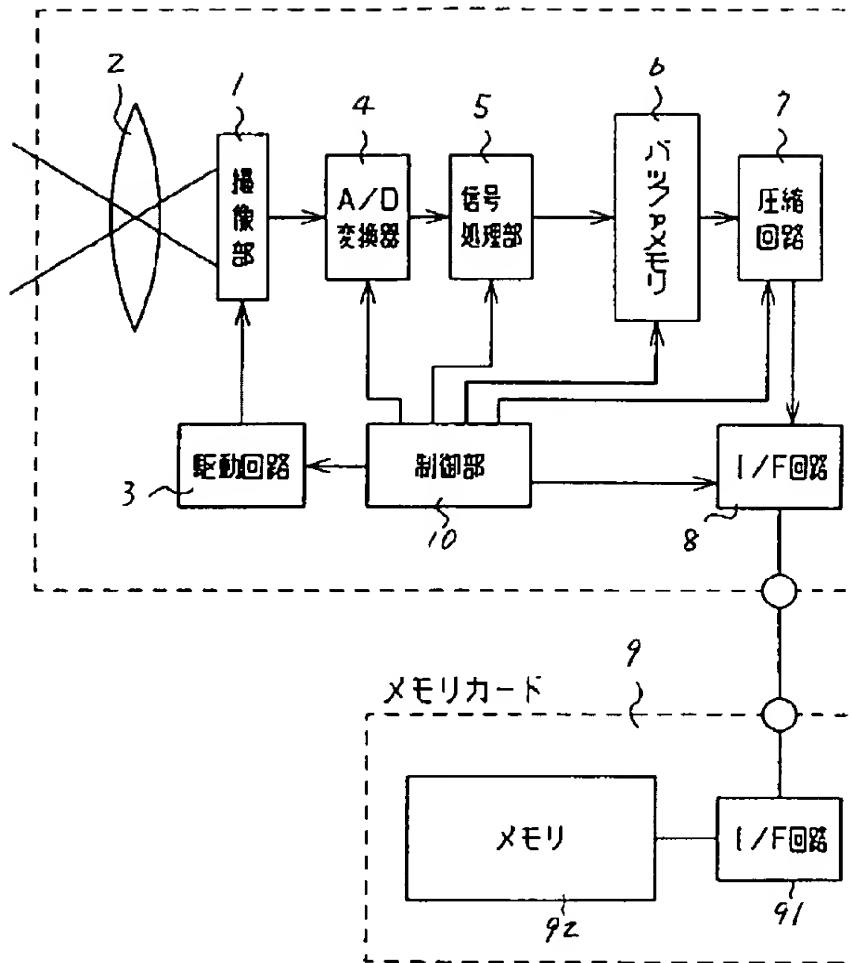 2
1
4
5
6
7
撮像部
A/D
変換器
信号
処理部
バッファメモリ
圧縮
回路
駆動回路
制御部
I/F回路
3
10
8
メモリカード
9
メモリ
I/F回路
92
91